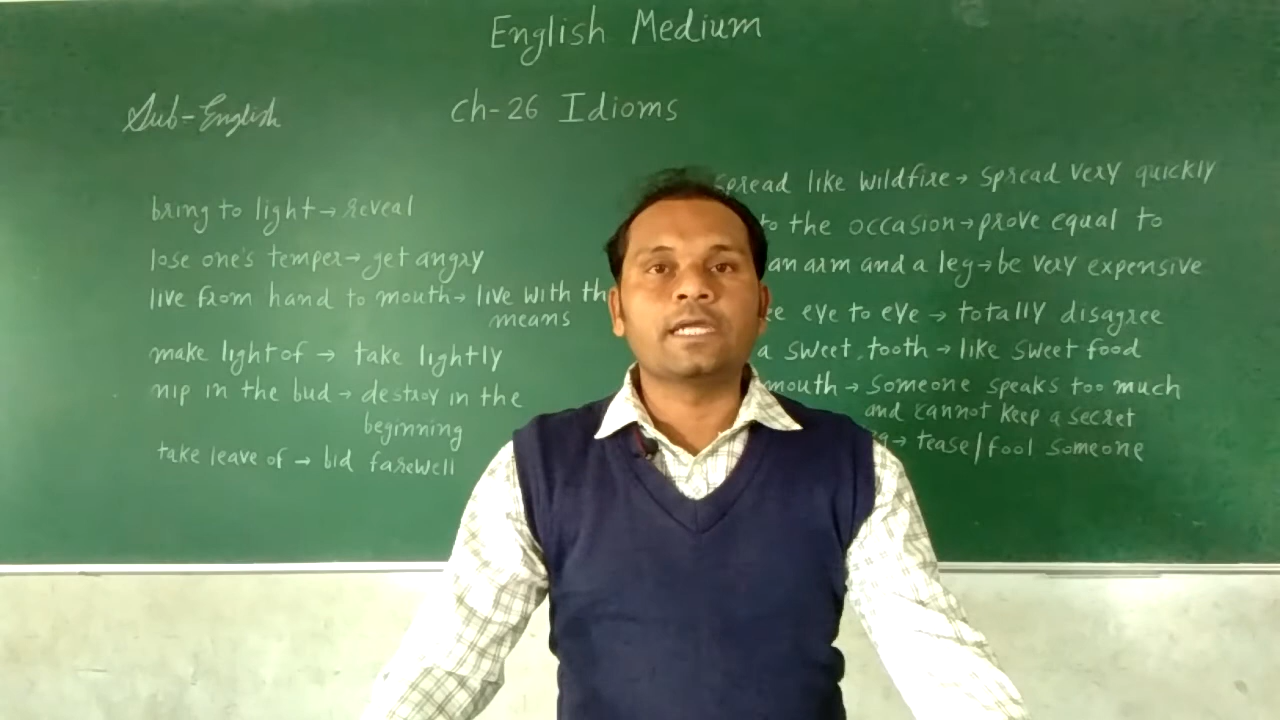 English Medium
Sub-English
Ch-26 Idioms
bring to light → reveal
lose one's temper → get angry
live from hand to mouth → live with th
means
make light of → take lightly
nip in the bud → destroy in the
beginning
take leave of → bid farewell
spread like wildfire → spread very quickly
to the occasion → prove equal to
an arm and a leg → be very expensive
ee eye to eye → totally disagree
a sweet tooth → like sweet food
mouth → someone speaks too much
and cannot keep a secret
→ tease/fool someone